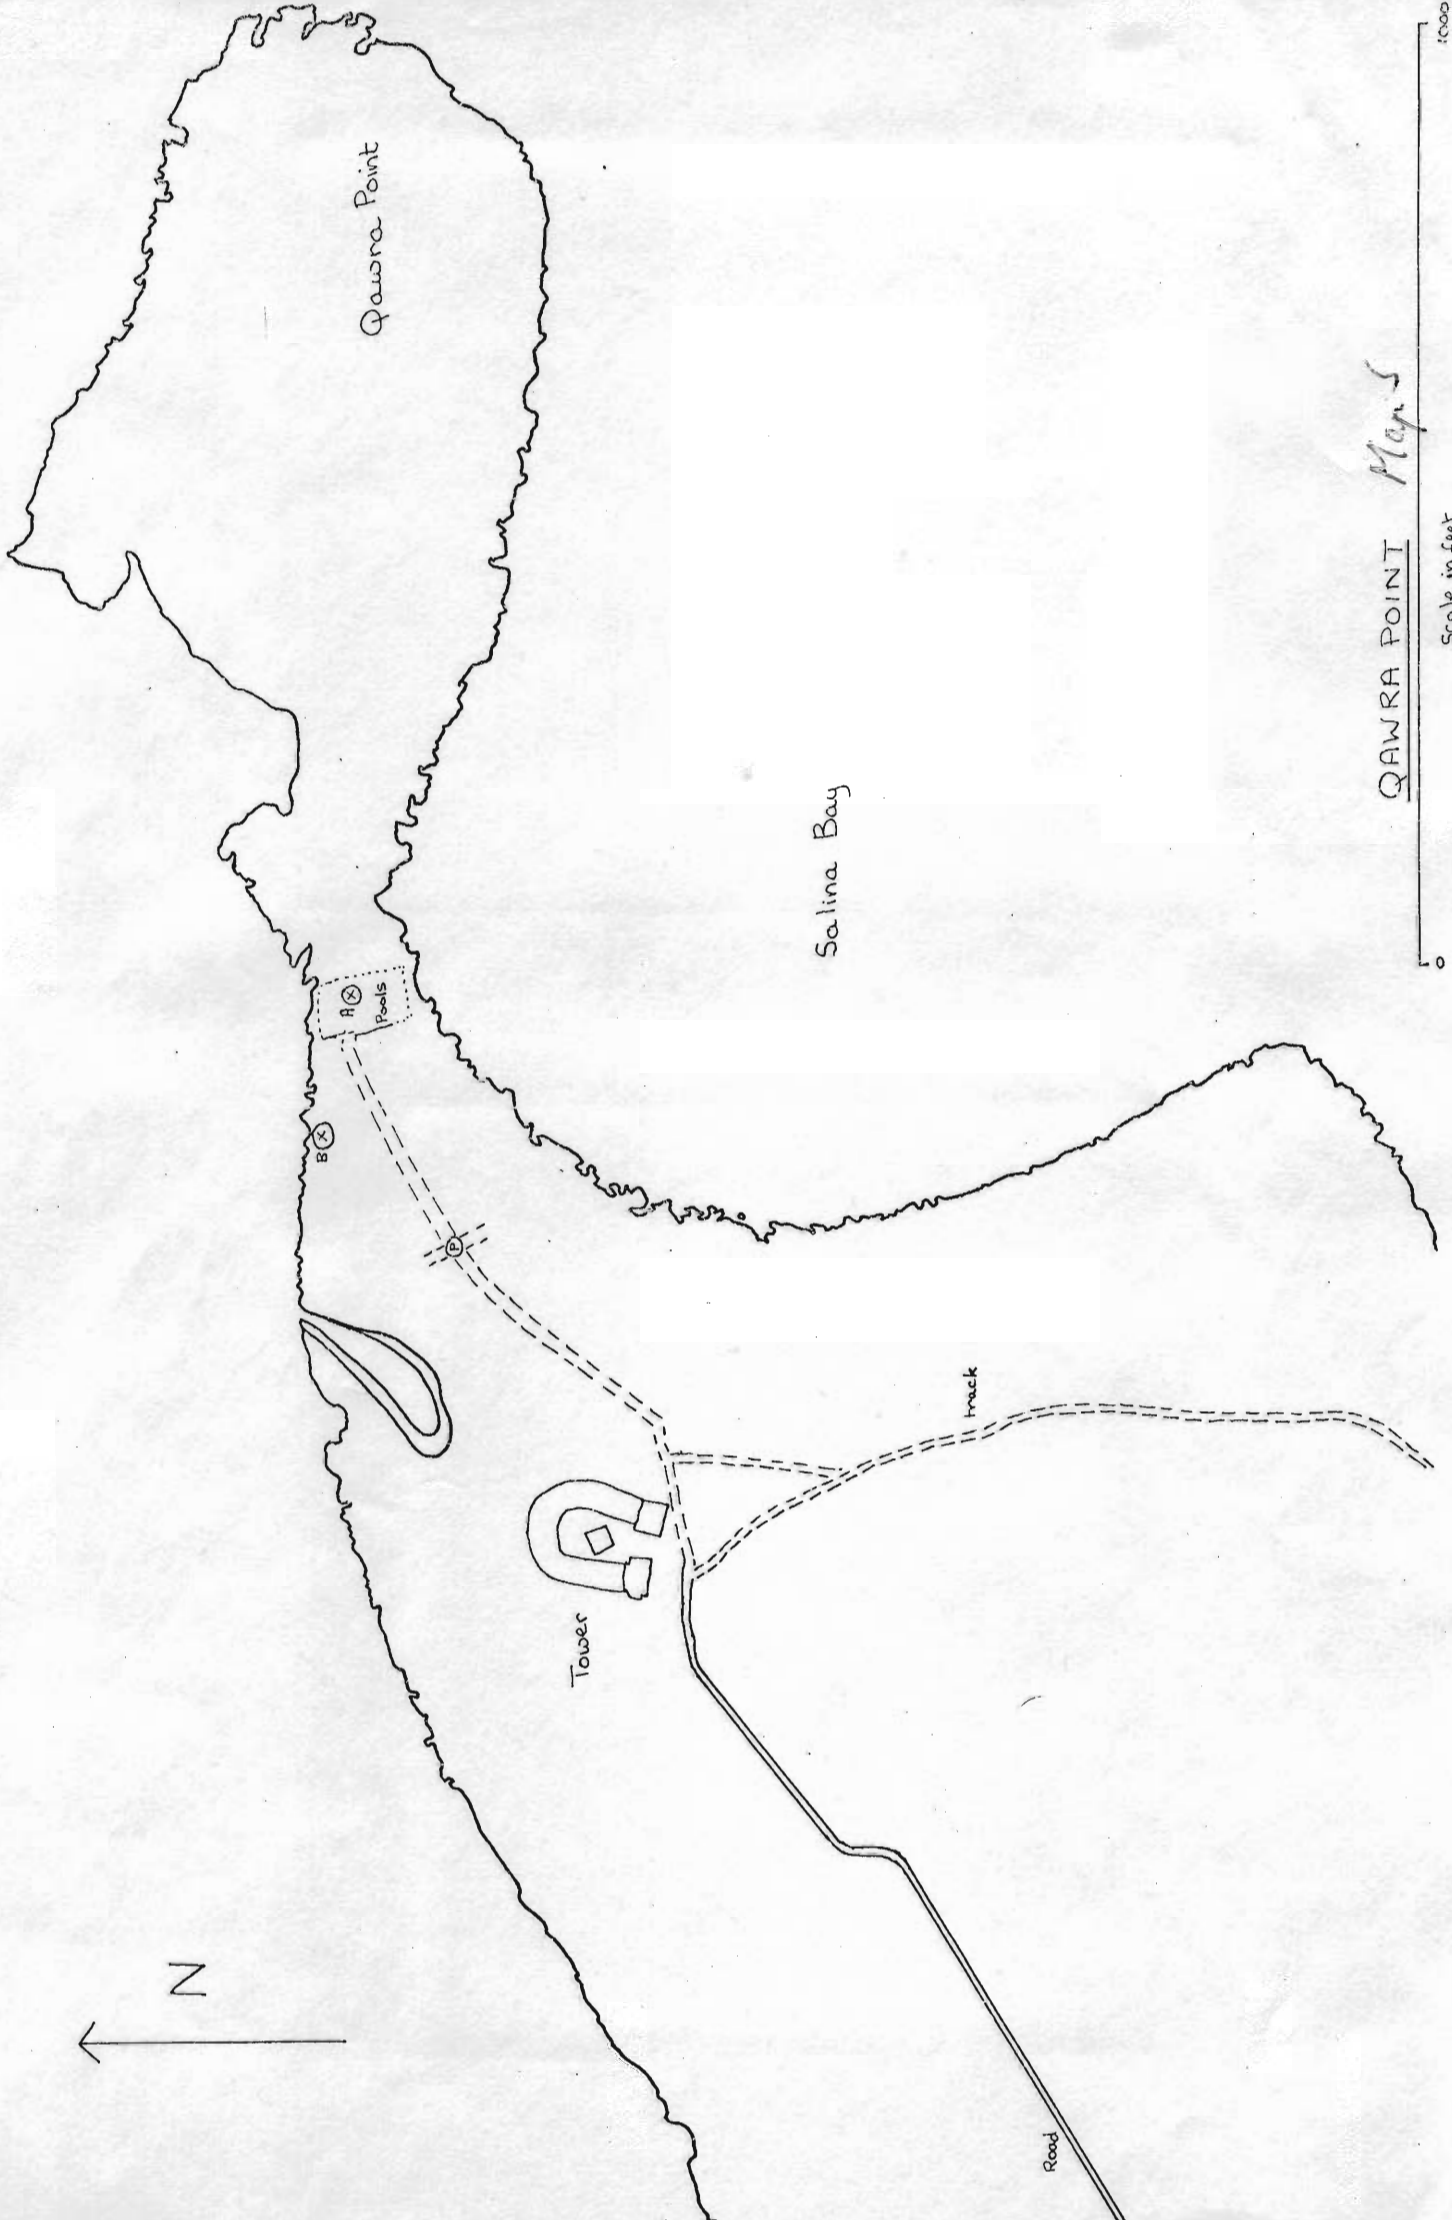 N
Qawra Point
A
Pools
B
P
Tower
track
Salina Bay
Road
QAWRA POINT Map 5
0 1000
Scale in feet